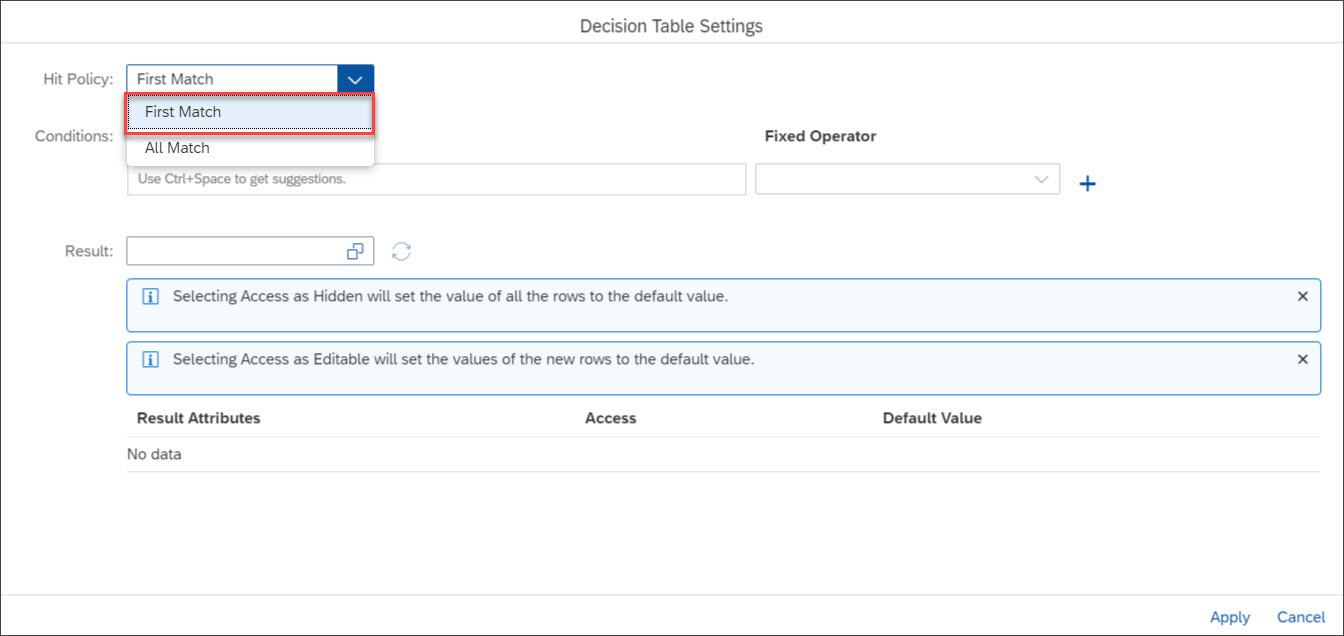 Decision Table Settings
Hit Policy: First Match
First Match
Conditions: Fixed Operator
All Match
Use Ctrl+Space to get suggestions.
Result:
Selecting Access as Hidden will set the value of all the rows to the default value.
Selecting Access as Editable will set the values of the new rows to the default value.
Result Attributes Access Default Value
No data
Apply Cancel